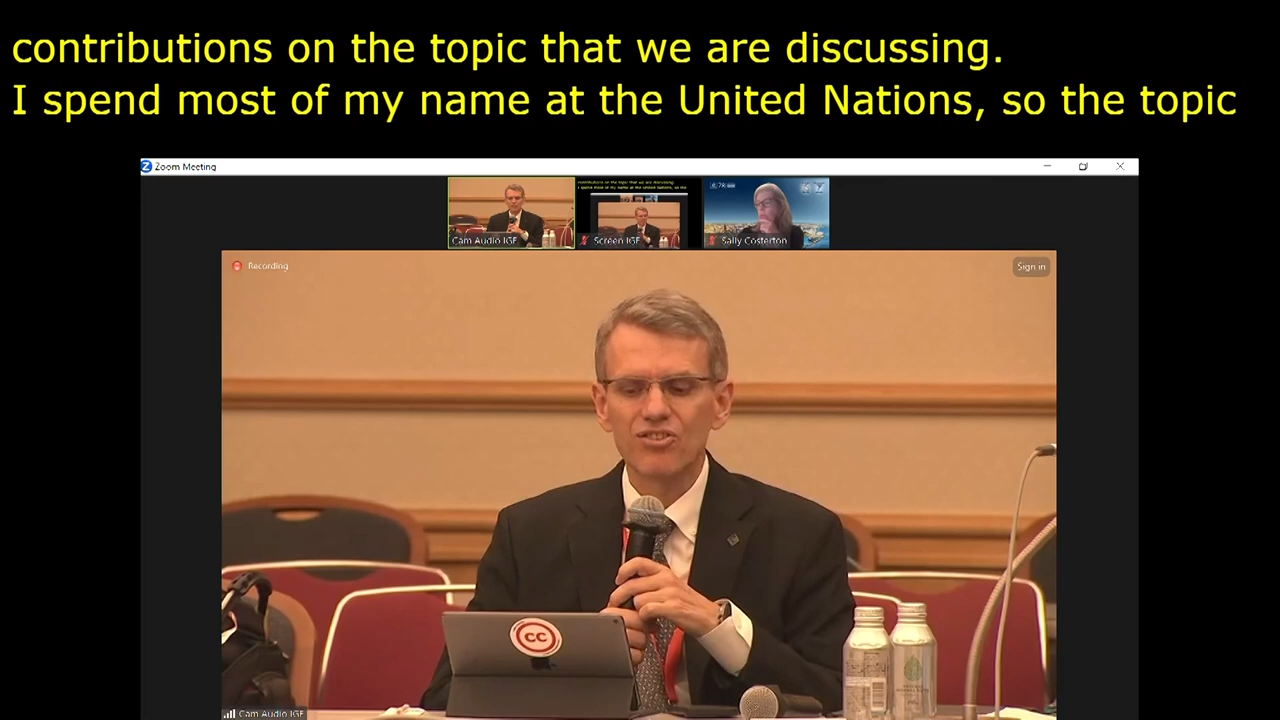 contributions on the topic that we are discussing.
I spend most of my name at the United Nations, so the topic
Zoom Meeting
Cam Audio IGF
Screen IGF
Sally Costerton
Recording
Sign in
cc
Cam Audio IGF